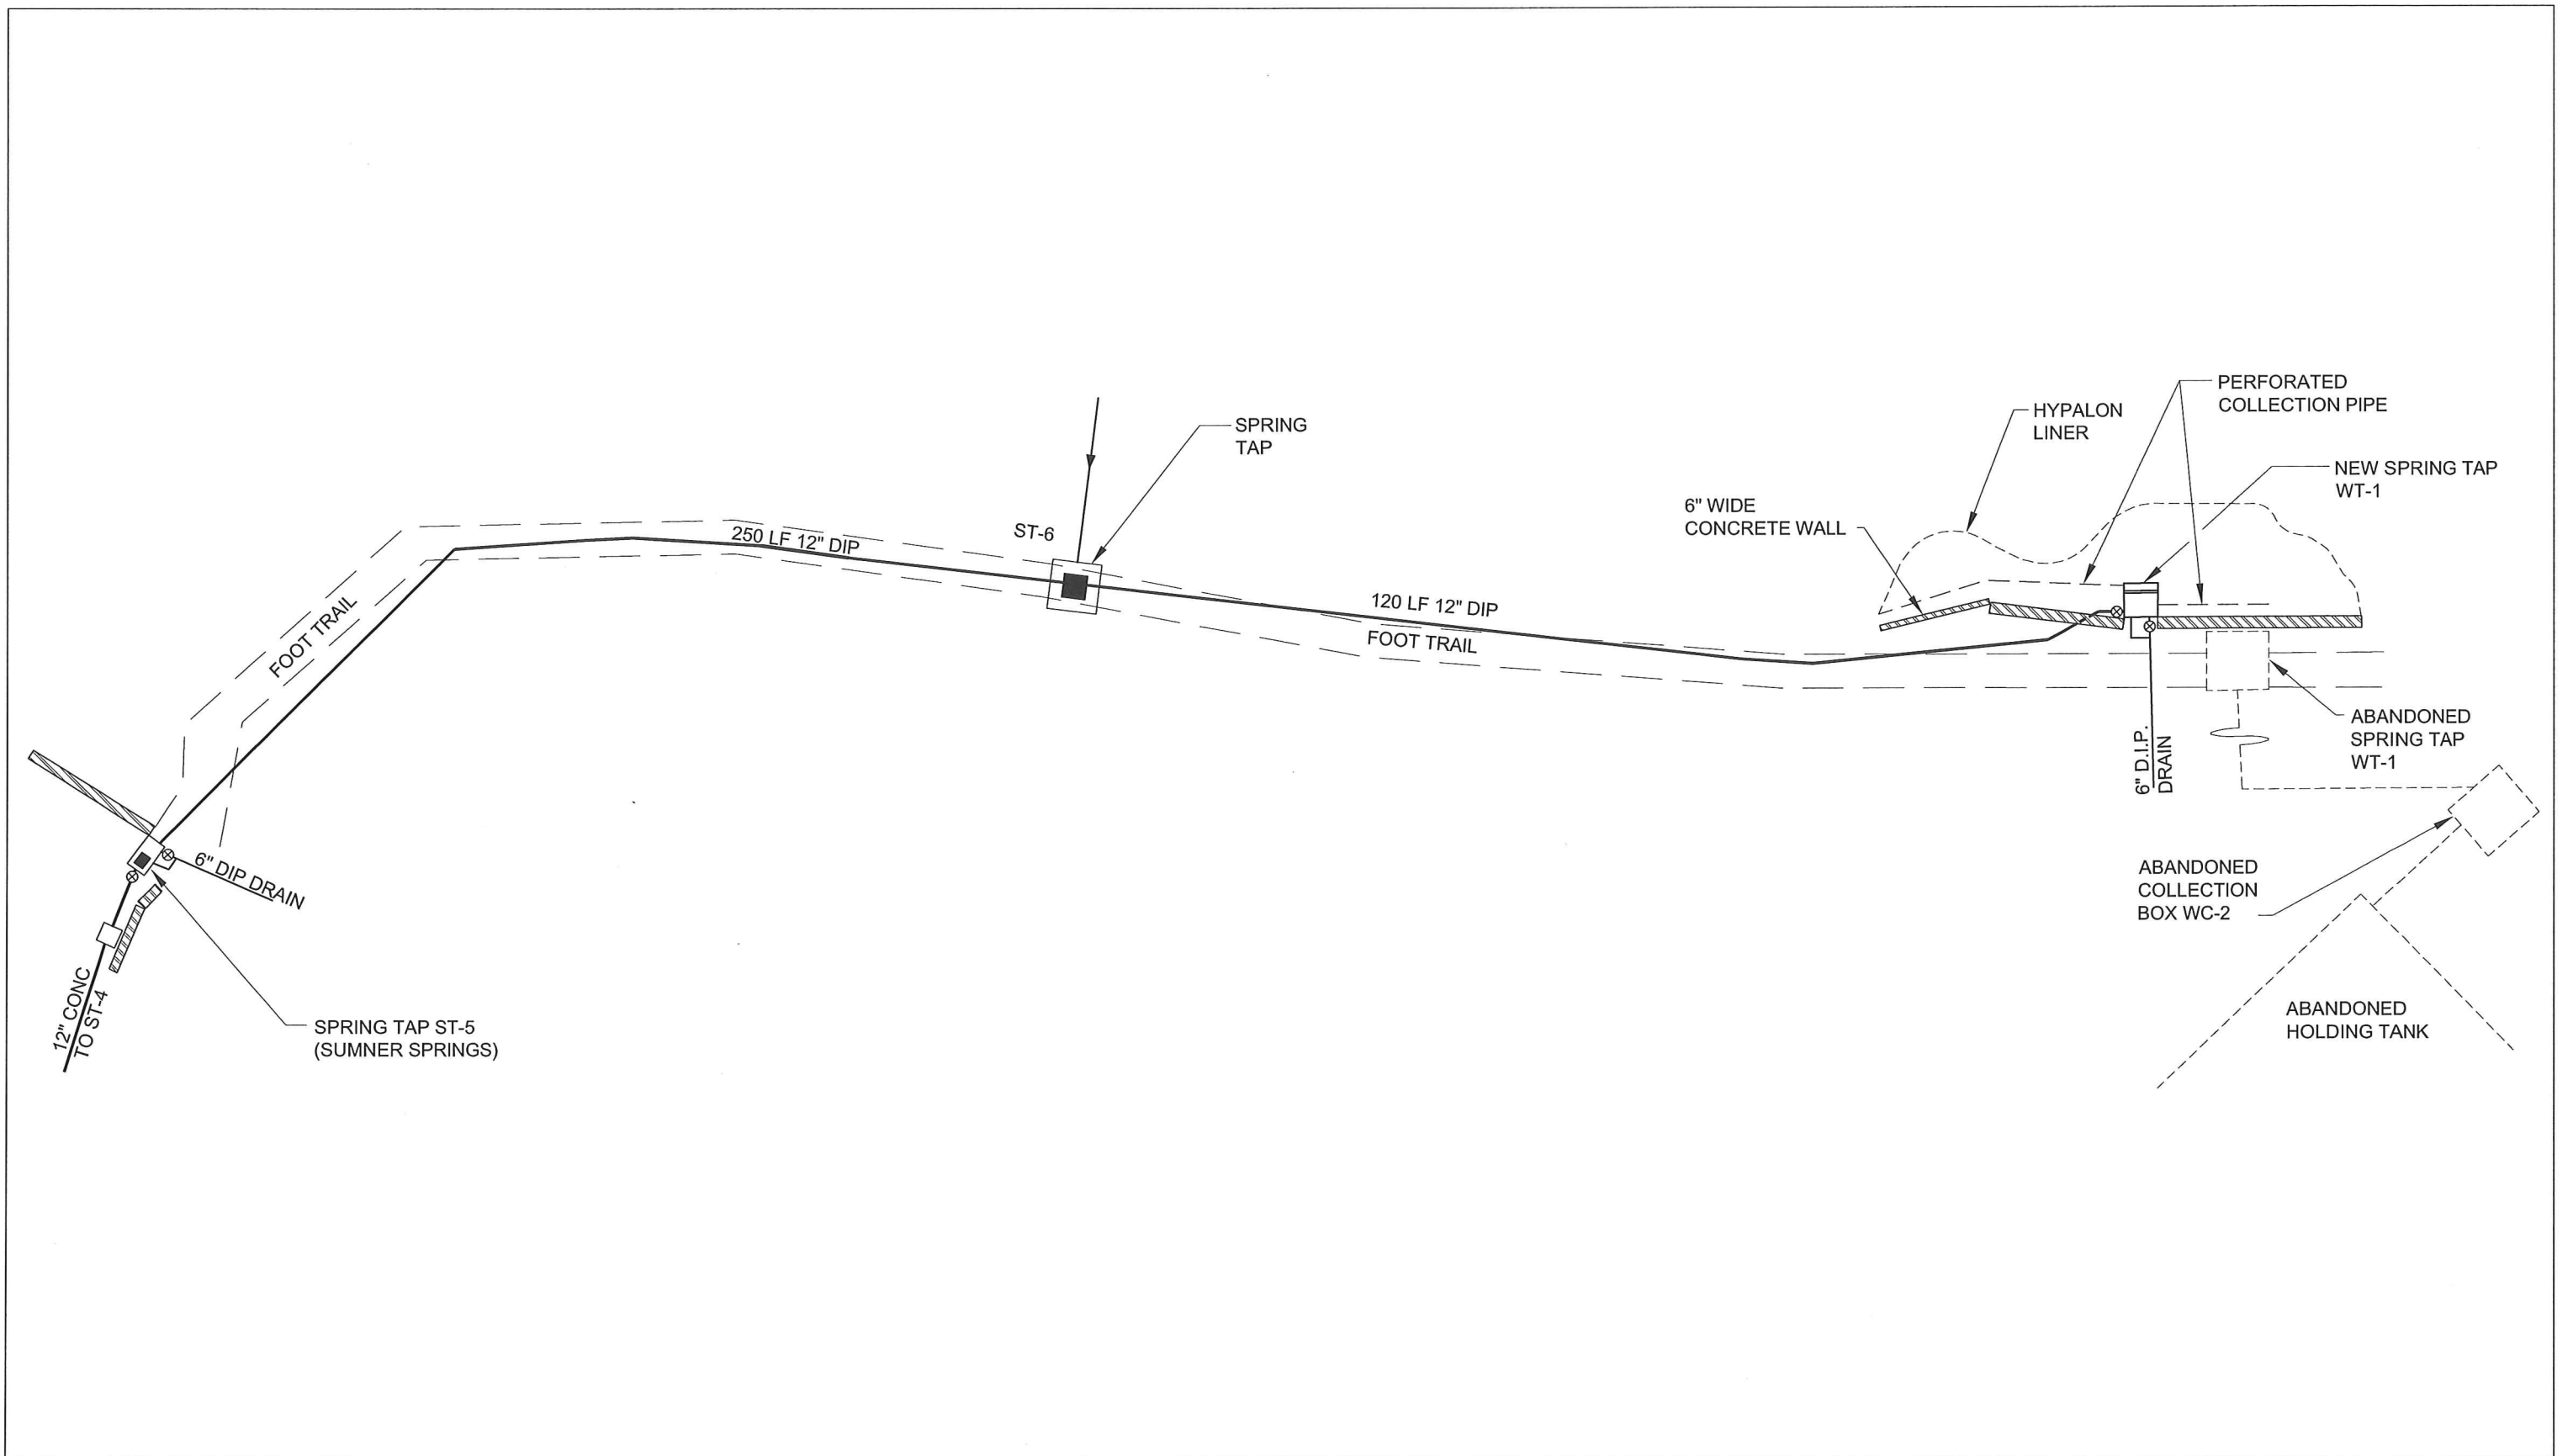 PERFORATED
COLLECTION PIPE
HYPALON
LINER
SPRING
TAP
NEW SPRING TAP
WT-1
6" WIDE
CONCRETE WALL
ST-6
250 LF 12" DIP
120 LF 12" DIP
FOOT TRAIL
FOOT TRAIL
ABANDONED
SPRING TAP
WT-1
6" D.I.P.
DRAIN
6" DIP DRAIN
ABANDONED
COLLECTION
BOX WC-2
12" CONC
TO ST-4
SPRING TAP ST-5
(SUMNER SPRINGS)
ABANDONED
HOLDING TANK